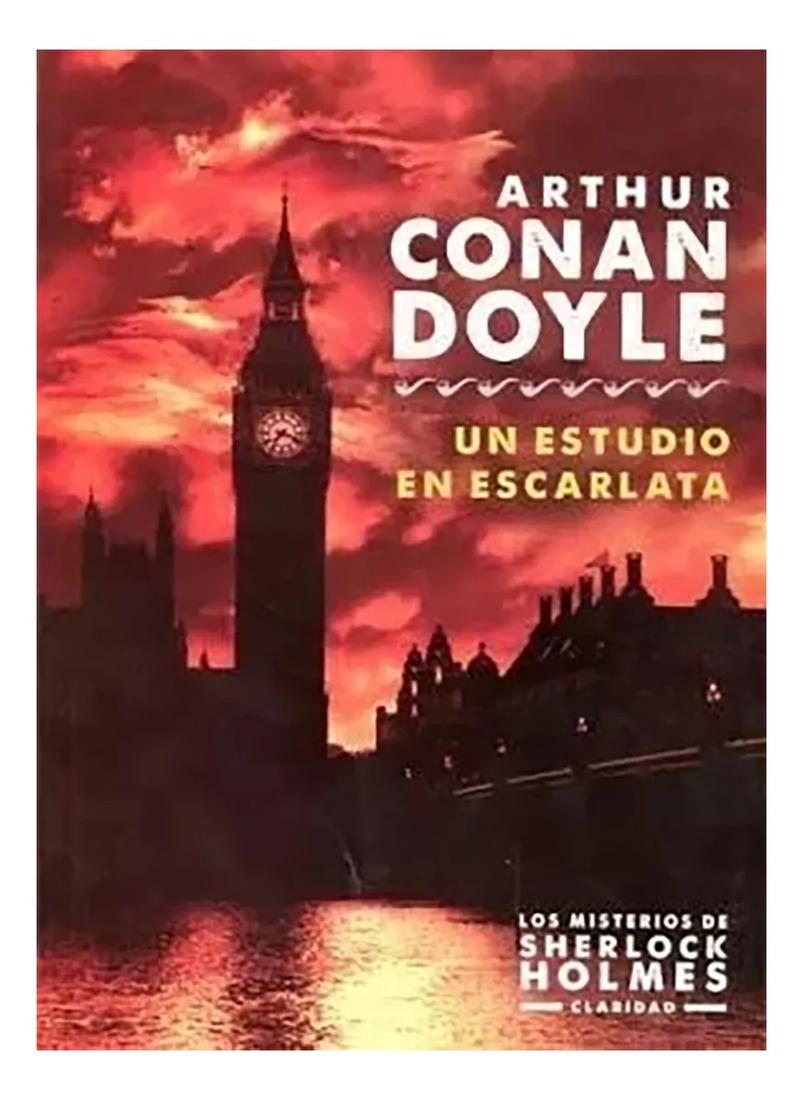 ARTHUR
CONAN
DOYLE
UN ESTUDIO
EN ESCARLATA
LOS MISTERIOS DE
SHERLOCK
HOLMES
CLARIDAD